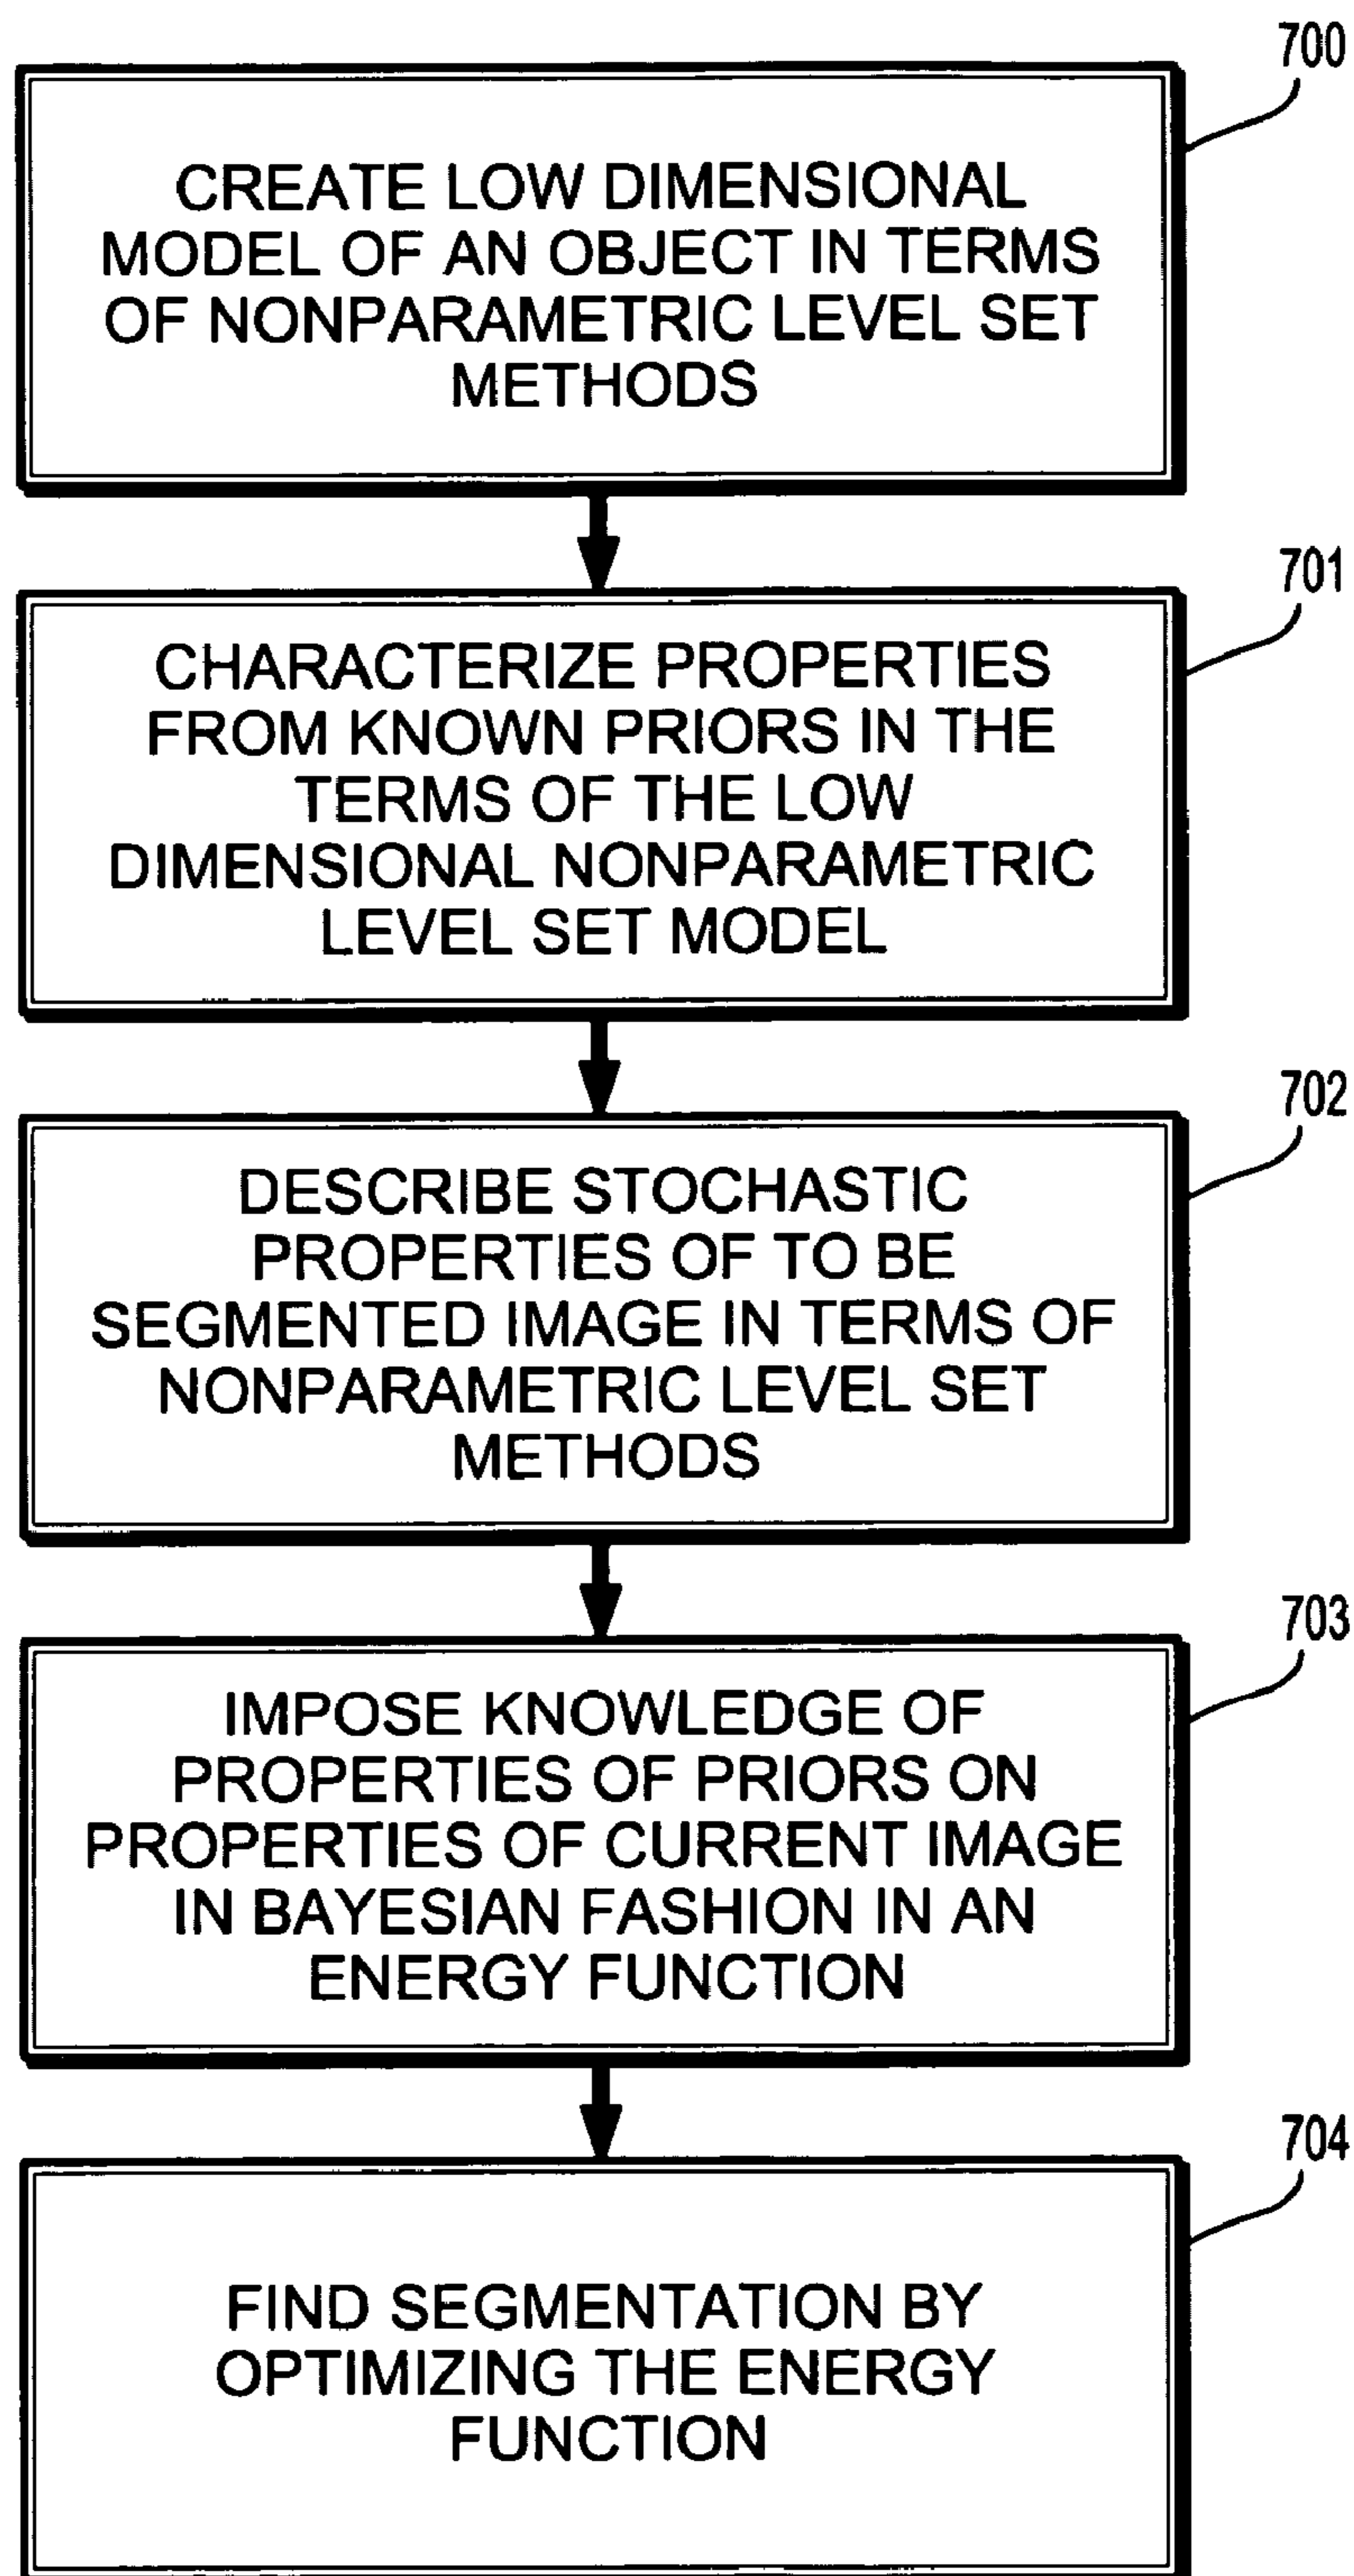 700
CREATE LOW DIMENSIONAL
MODEL OF AN OBJECT IN TERMS
OF NONPARAMETRIC LEVEL SET
METHODS
701
CHARACTERIZE PROPERTIES
FROM KNOWN PRIORS IN THE
TERMS OF THE LOW
DIMENSIONAL NONPARAMETRIC
LEVEL SET MODEL
702
DESCRIBE STOCHASTIC
PROPERTIES OF TO BE
SEGMENTED IMAGE IN TERMS OF
NONPARAMETRIC LEVEL SET
METHODS
703
IMPOSE KNOWLEDGE OF
PROPERTIES OF PRIORS ON
PROPERTIES OF CURRENT IMAGE
IN BAYESIAN FASHION IN AN
ENERGY FUNCTION
704
FIND SEGMENTATION BY
OPTIMIZING THE ENERGY
FUNCTION